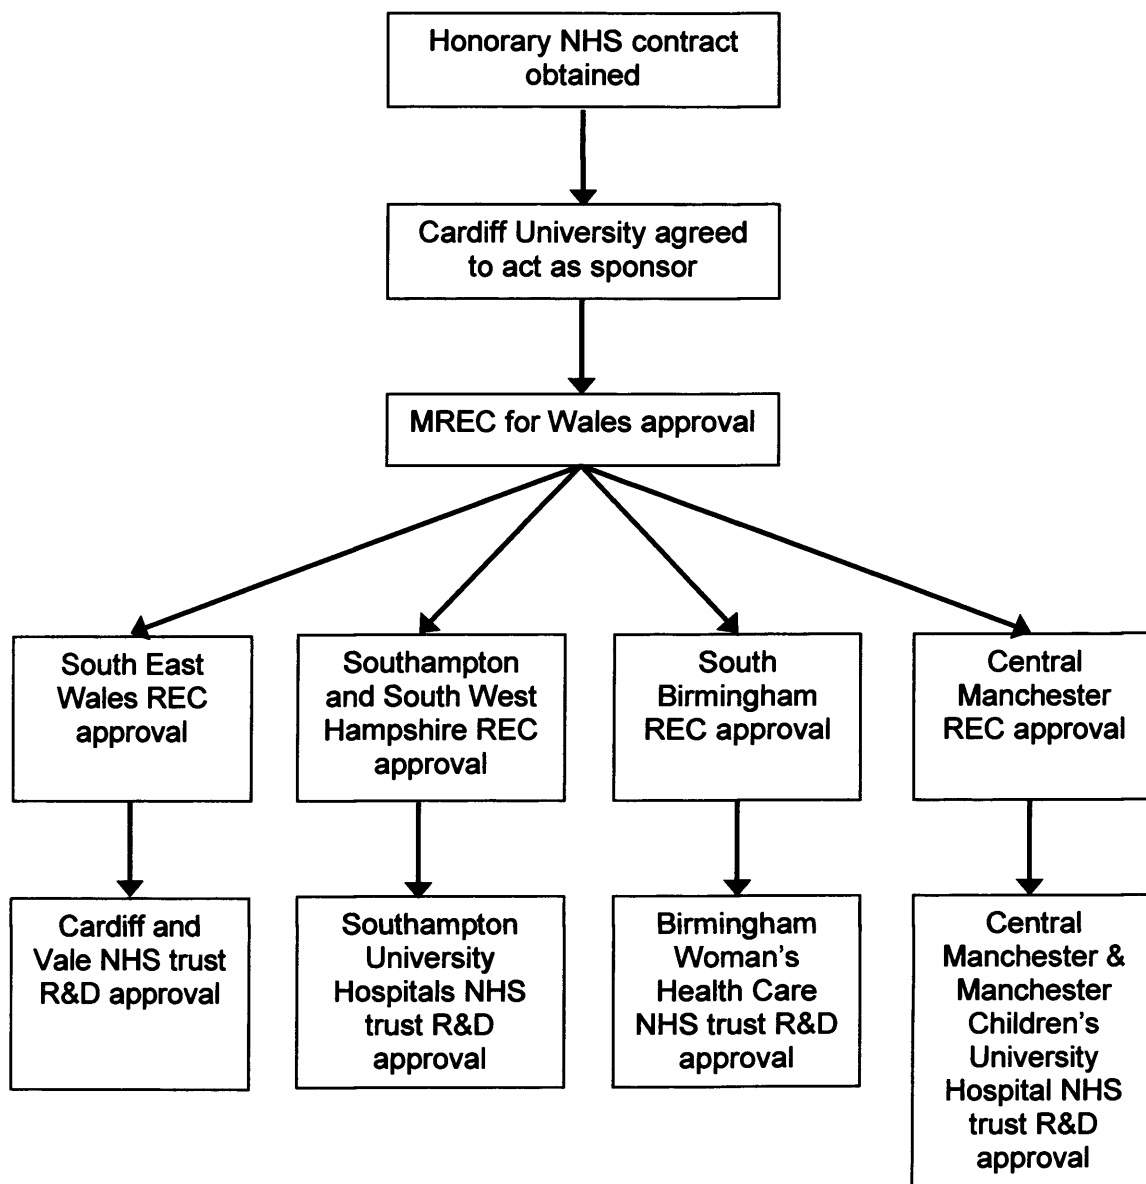 Honorary NHS contract
obtained
Cardiff University agreed
to act as sponsor
MREC for Wales approval
South East
Wales REC
approval
Southampton
and South West
Hampshire REC
approval
South
Birmingham
REC approval
Central
Manchester
REC approval
Cardiff and
Vale NHS trust
R&D approval
Southampton
University
Hospitals NHS
trust R&D
approval
Birmingham
Woman's
Health Care
NHS trust R&D
approval
Central
Manchester &
Manchester
Children's
University
Hospital NHS
trust R&D
approval